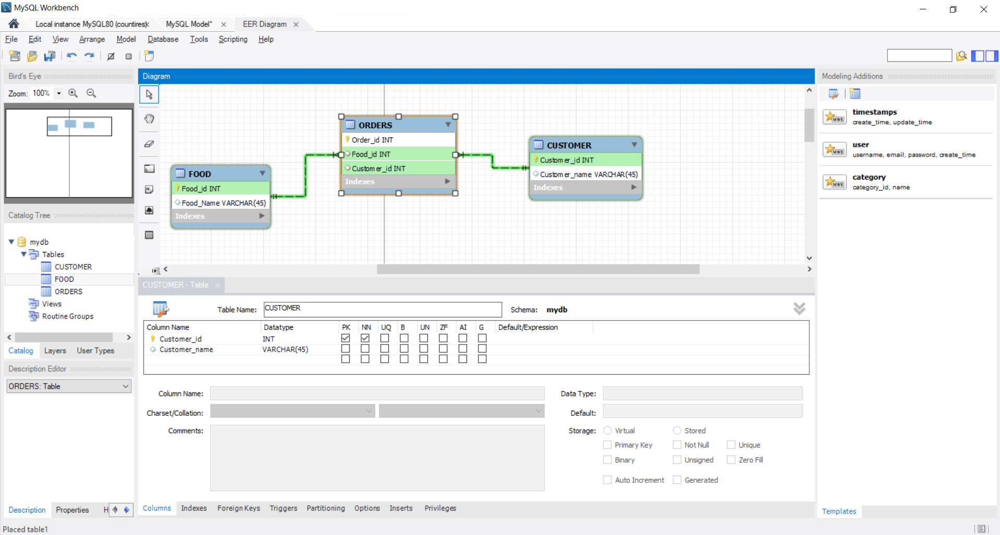 MySQL Workbench
Local instance MySQL80 (countires)
MySQL Model*
EER Diagram
File Edit View Arrange Model Database Tools Scripting Help
Bird's Eye
Zoom: 100%
Catalog Tree
mydb
Tables
CUSTOMER
FOOD
ORDERS
Views
Routine Groups
Catalog Layers User Types
Description Editor
ORDERS: Table
Description Properties H
Placed table1
Diagram
FOOD
Food_id INT
Food_Name VARCHAR(45)
Indexes
ORDERS
Order_id INT
Food_id INT
Customer_id INT
Indexes
CUSTOMER
Customer_id INT
Customer_name VARCHAR(45)
Indexes
CUSTOMER - Table
Table Name: CUSTOMER Schema: mydb
Column Name Datatype PK NN UQ B UN ZF AI G Default/Expression
Customer_id INT
Customer_name VARCHAR(45)
Column Name: Data Type:
Charset/Collation: Default:
Comments: Storage: Virtual Stored
Primary Key Not Null Unique
Binary Unsigned Zero Fill
Auto Increment Generated
Columns Indexes Foreign Keys Triggers Partitioning Options Inserts Privileges
Modeling Additions
MWB
timestamps
create_time, update_time
MWB
user
username, email, password, create_time
MWB
category
category_id, name
Templates